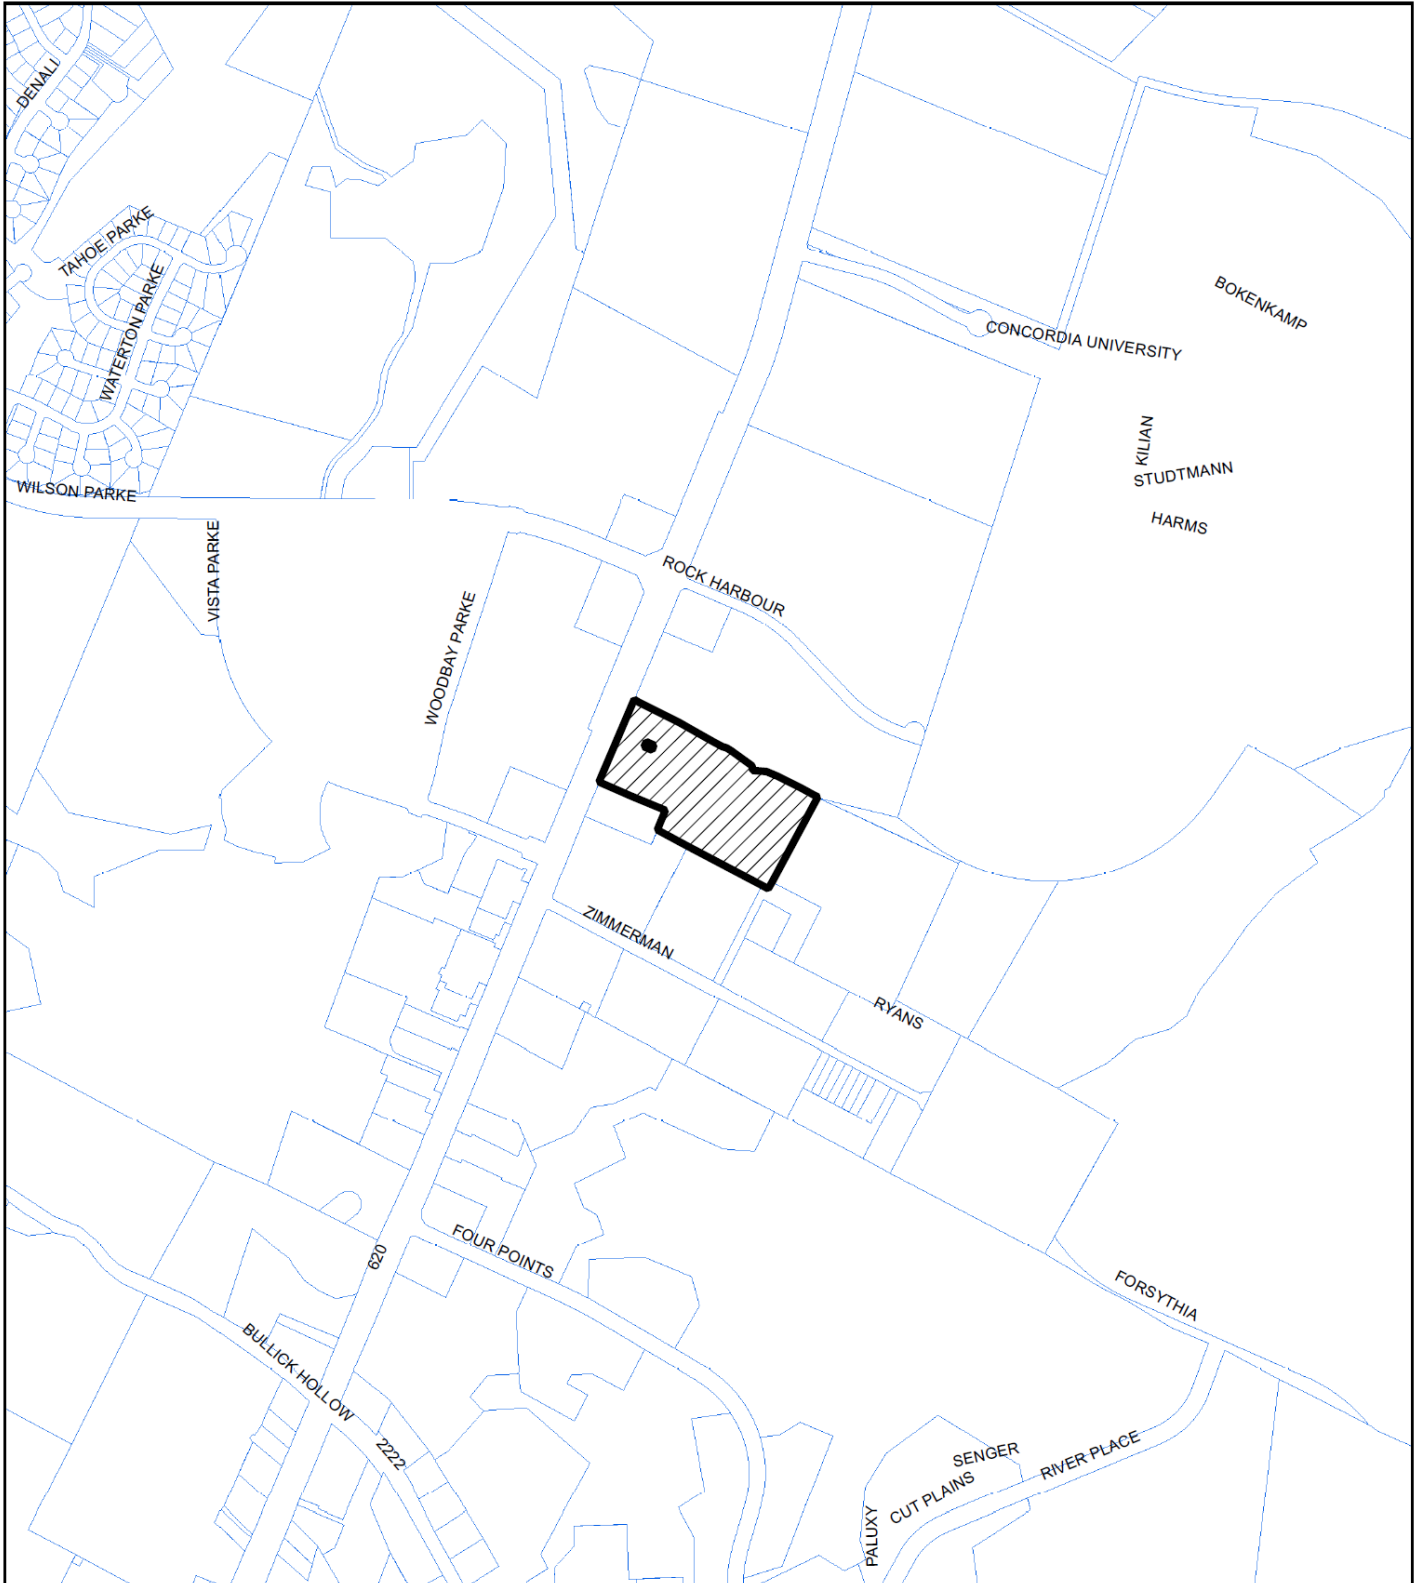 DENALI
TAHOE PARKE
WATERTON PARKE
BOKENKAMP
CONCORDIA UNIVERSITY
KILIAN
STUDTMANN
HARMS
WILSON PARKE
VISTA PARKE
ROCK HARBOUR
WOODBAY PARKE
ZIMMERMAN
RYANS
620
FOUR POINTS
FORSYTHIA
BULLICK HOLLOW
2222
SENGER
RIVER PLACE
CUT PLAINS
PALUXY